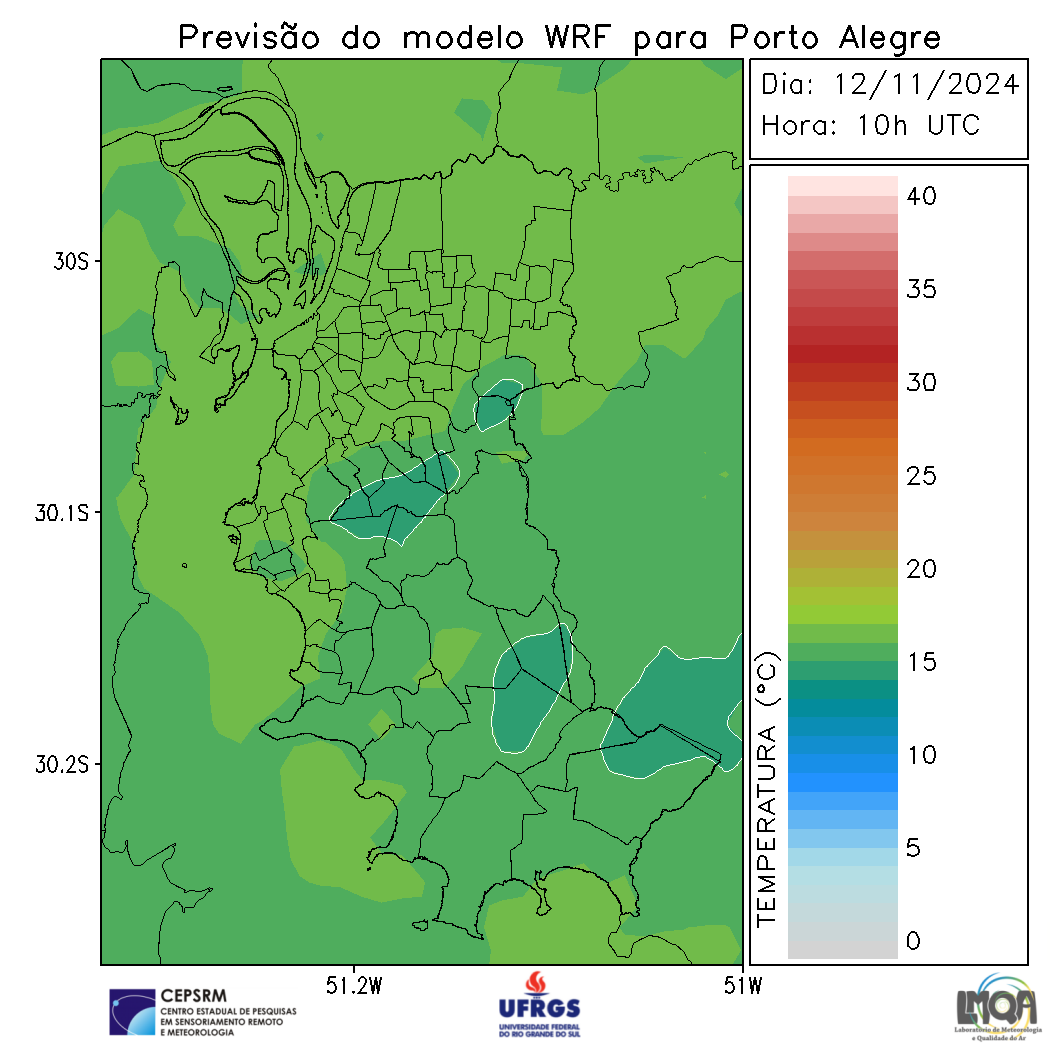 Previsão do modelo WRF para Porto Alegre
Dia: 12/11/2024
Hora: 10h UTC
40
35
30
25
20
15
10
5
0
TEMPERATURA (°C)
30S
30.1S
30.2S
51.2W
51W
CEPSRM
CENTRO ESTADUAL DE PESQUISAS
EM SENSORIAMENTO REMOTO
E METEOROLOGIA
UFRGS
UNIVERSIDADE FEDERAL
DO RIO GRANDE DO SUL
LMQA
Laboratório de Meteorologia
e Qualidade do Ar